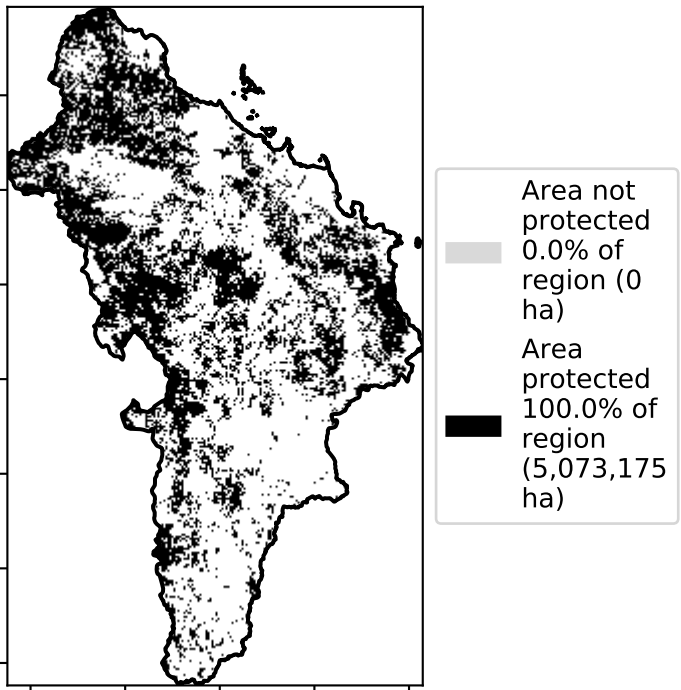 Area not
protected
0.0% of
region (0
ha)
Area
protected
100.0% of
region
(5,073,175
ha)